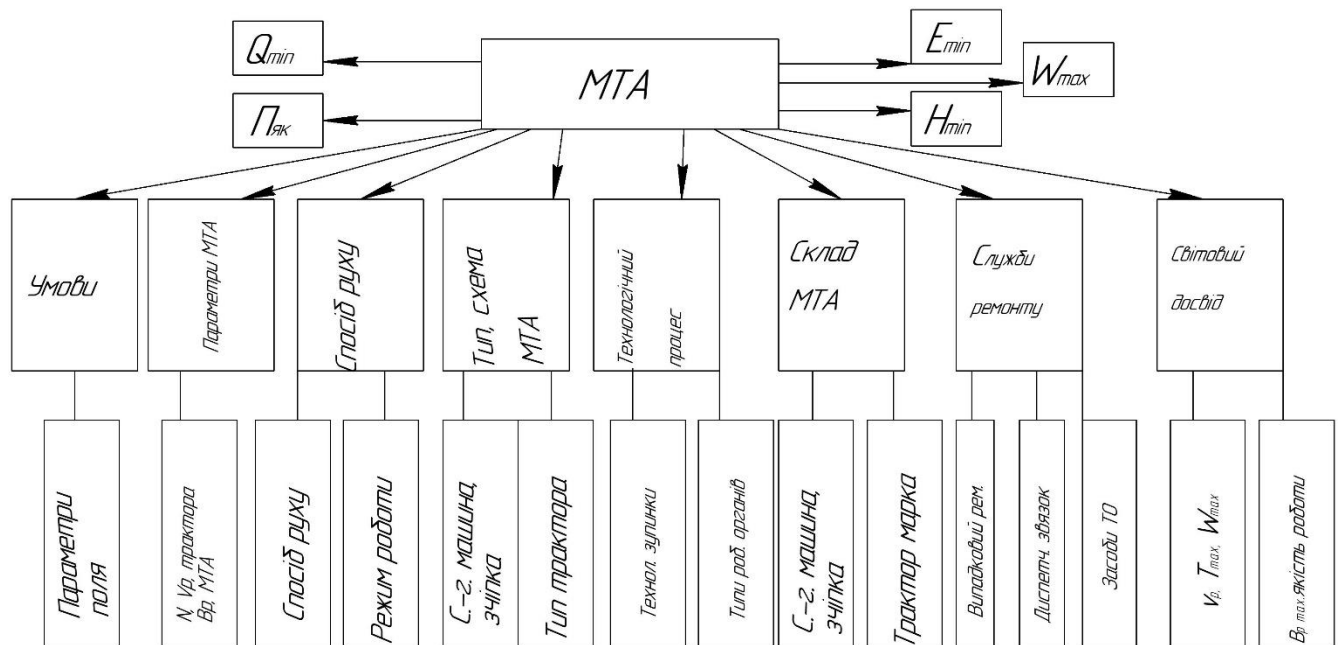 Qmin
МТА
Emin
Wmax
Пяк
Hmin
Умови
Параметри МТА
Спосіб руху
Тип, схема
МТА
Технологічний
процес
Склад
МТА
Служби
ремонту
Світовий
досвід
Параметри
поля
N, Vр, трактора
Вр, МТА
Спосіб руху
Режим роботи
С.-г. машина,
зчіпка
Тип трактора
Технол. зупинки
Типи роб. органів
С.-г. машина,
зчіпка
Трактор марка
Випадковий рем.
Диспетч. звязок
Засоби ТО
Vр, Tmax, Wmax
Вр max.якість роботи